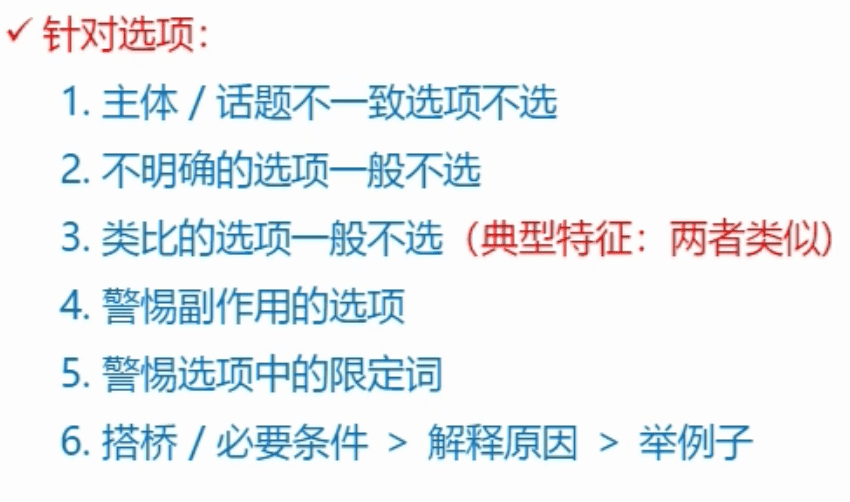 ✓ 针对选项：
1. 主体 / 话题不一致选项不选
2. 不明确的选项一般不选
3. 类比的选项一般不选（典型特征：两者类似）
4. 警惕副作用的选项
5. 警惕选项中的限定词
6. 搭桥 / 必要条件 > 解释原因 > 举例子